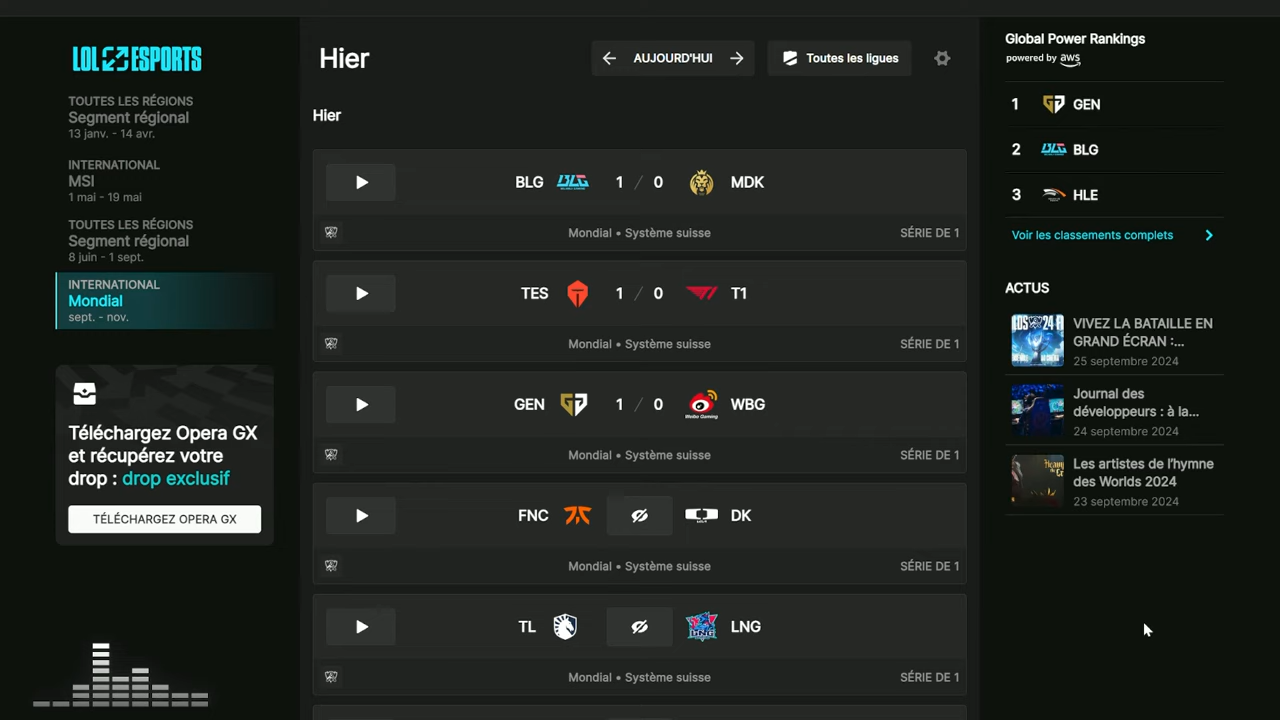 LOL ESPORTS
TOUTES LES RÉGIONS
Segment régional
13 janv. - 14 avr.
INTERNATIONAL
MSI
1 mai - 19 mai
TOUTES LES RÉGIONS
Segment régional
8 juin - 1 sept.
INTERNATIONAL
Mondial
sept. - nov.
Téléchargez Opera GX
et récupérez votre
drop : drop exclusif
TÉLÉCHARGEZ OPERA GX
Hier
AUJOURD'HUI
Toutes les ligues
Hier
BLG BLG 1 / 0 MDK
Mondial • Système suisse SÉRIE DE 1
TES 1 / 0 T1
Mondial • Système suisse SÉRIE DE 1
GEN 1 / 0 WBG
Mondial • Système suisse SÉRIE DE 1
FNC DK
Mondial • Système suisse SÉRIE DE 1
TL LNG LNG
Mondial • Système suisse SÉRIE DE 1
Global Power Rankings
powered by aws
1 GEN
2 BLG BLG
3 HLE
Voir les classements complets
ACTUS
VIVEZ LA BATAILLE EN
GRAND ÉCRAN :...
25 septembre 2024
Journal des
développeurs : à la...
24 septembre 2024
Les artistes de l'hymne
des Worlds 2024
23 septembre 2024